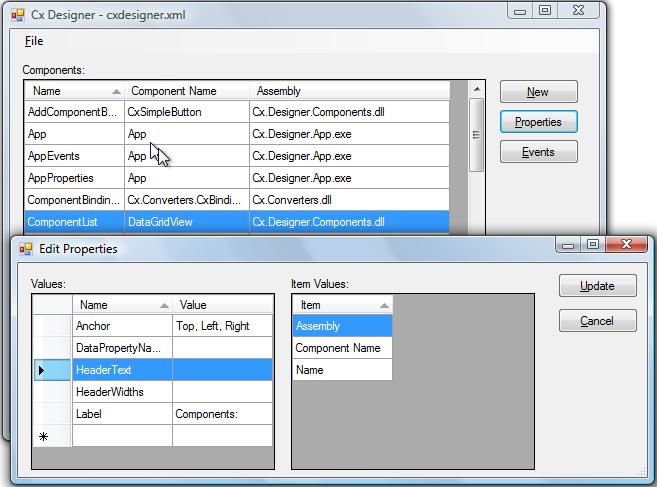 Cx Designer - cxdesigner.xml
File
Components:
Name Component Name Assembly
AddComponentB... CxSimpleButton Cx.Designer.Components.dll
App App Cx.Designer.App.exe
AppEvents App Cx.Designer.App.exe
AppProperties App Cx.Designer.App.exe
ComponentBindin... Cx.Converters.CxBindi... Cx.Converters.dll
ComponentList DataGridView Cx.Designer.Components.dll
New
Properties
Events
Edit Properties
Values:
Name Value
Anchor Top, Left, Right
DataPropertyNa...
HeaderText
HeaderWidths
Label Components:
Item Values:
Item
Assembly
Component Name
Name
Update
Cancel